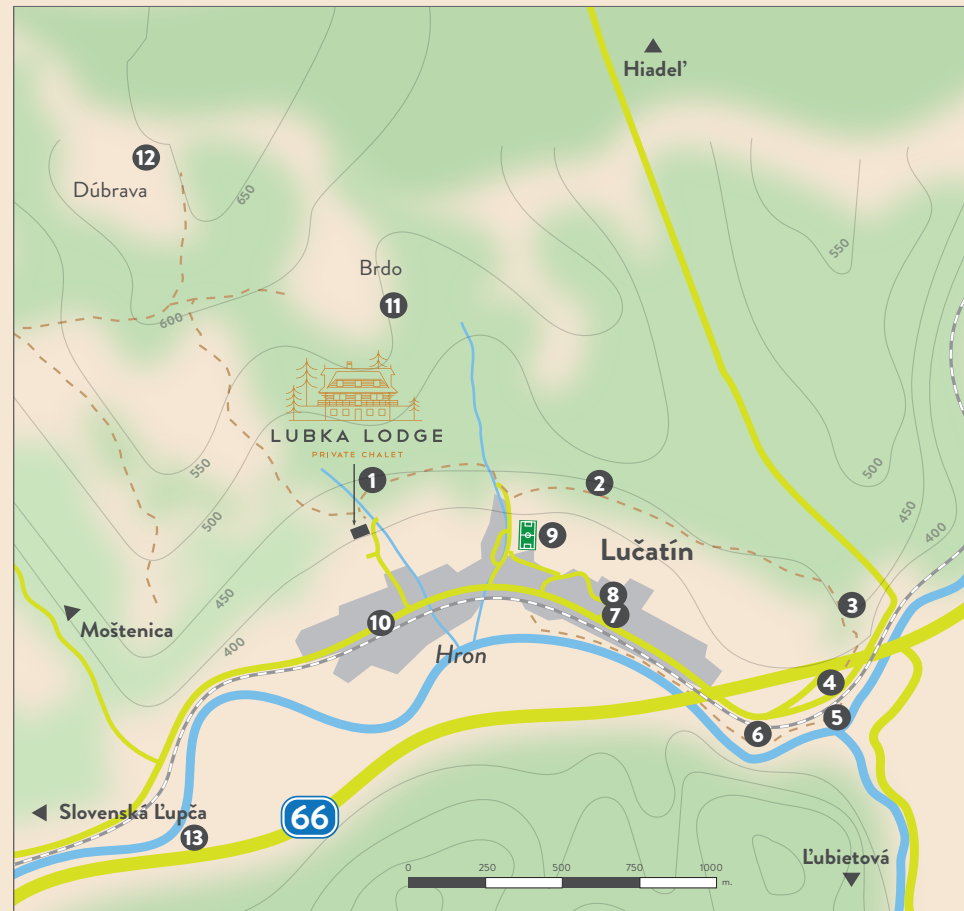 Hiadel’
12
Dúbrava
650
550
Brdo
11
600
LUBKA LODGE
PRIVATE CHALET
550
500
1
2
500
450
400
9
Lučatín
450
8
3
7
10
Moštenica
400
Hron
4
5
6
Slovenská Ľupča
66
13
Ľubietová
0 250 500 750 1000
m.